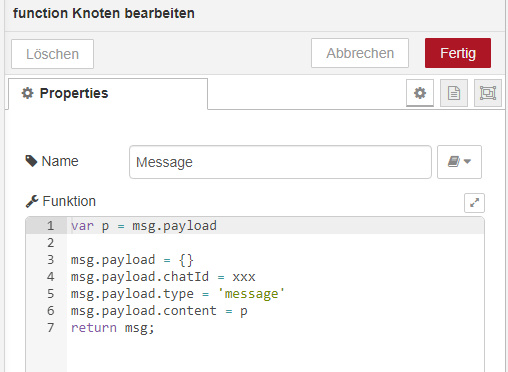 function Knoten bearbeiten
Löschen
Abbrechen
Fertig
Properties
Name
Message
Funktion
1 var p = msg.payload
2
3 msg.payload = {}
4 msg.payload.chatId = xxx
5 msg.payload.type = 'message'
6 msg.payload.content = p
7 return msg;